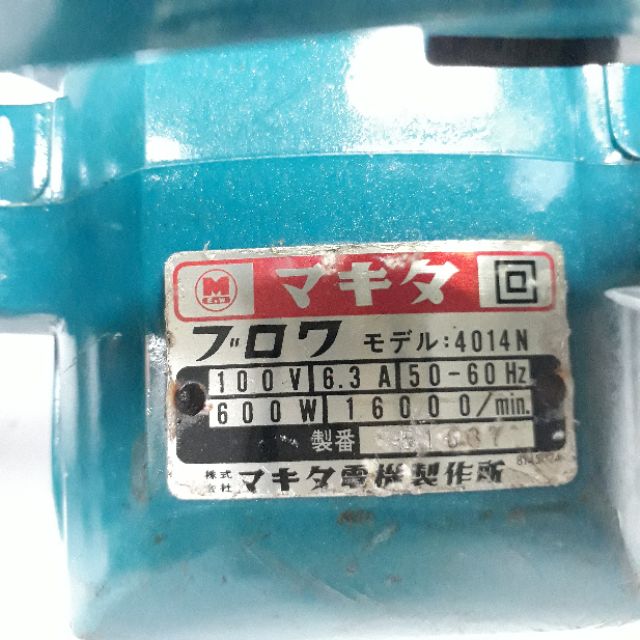 M
E.W
マキタ
ブロワ モデル:4014N
100V 6.3A 50-60Hz
600W 16000/min.
製番
株式会社 マキタ電機製作所